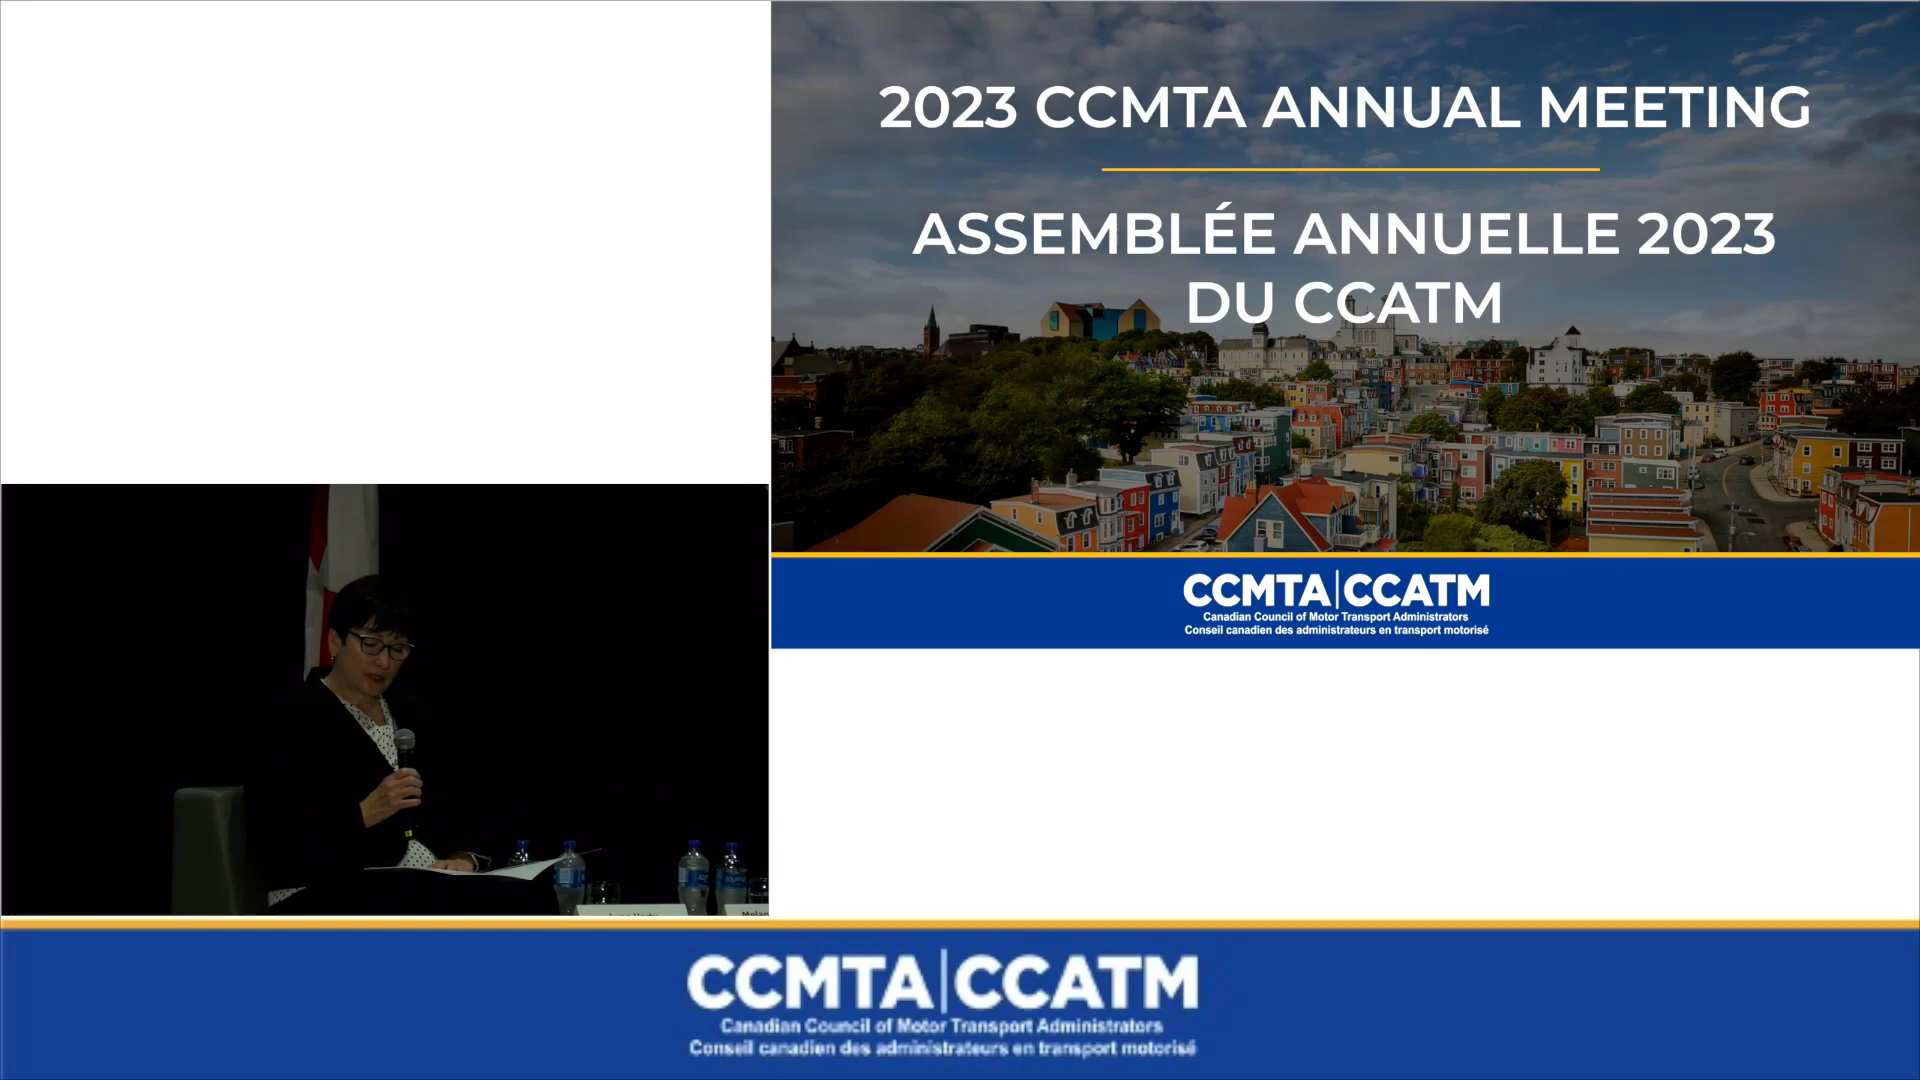 2023 CCMTA ANNUAL MEETING
ASSEMBLÉE ANNUELLE 2023
DU CCATM
CCMTA|CCATM
Canadian Council of Motor Transport Administrators
Conseil canadien des administrateurs en transport motorisé
CCMTA|CCATM
Canadian Council of Motor Transport Administrators
Conseil canadien des administrateurs en transport motorisé